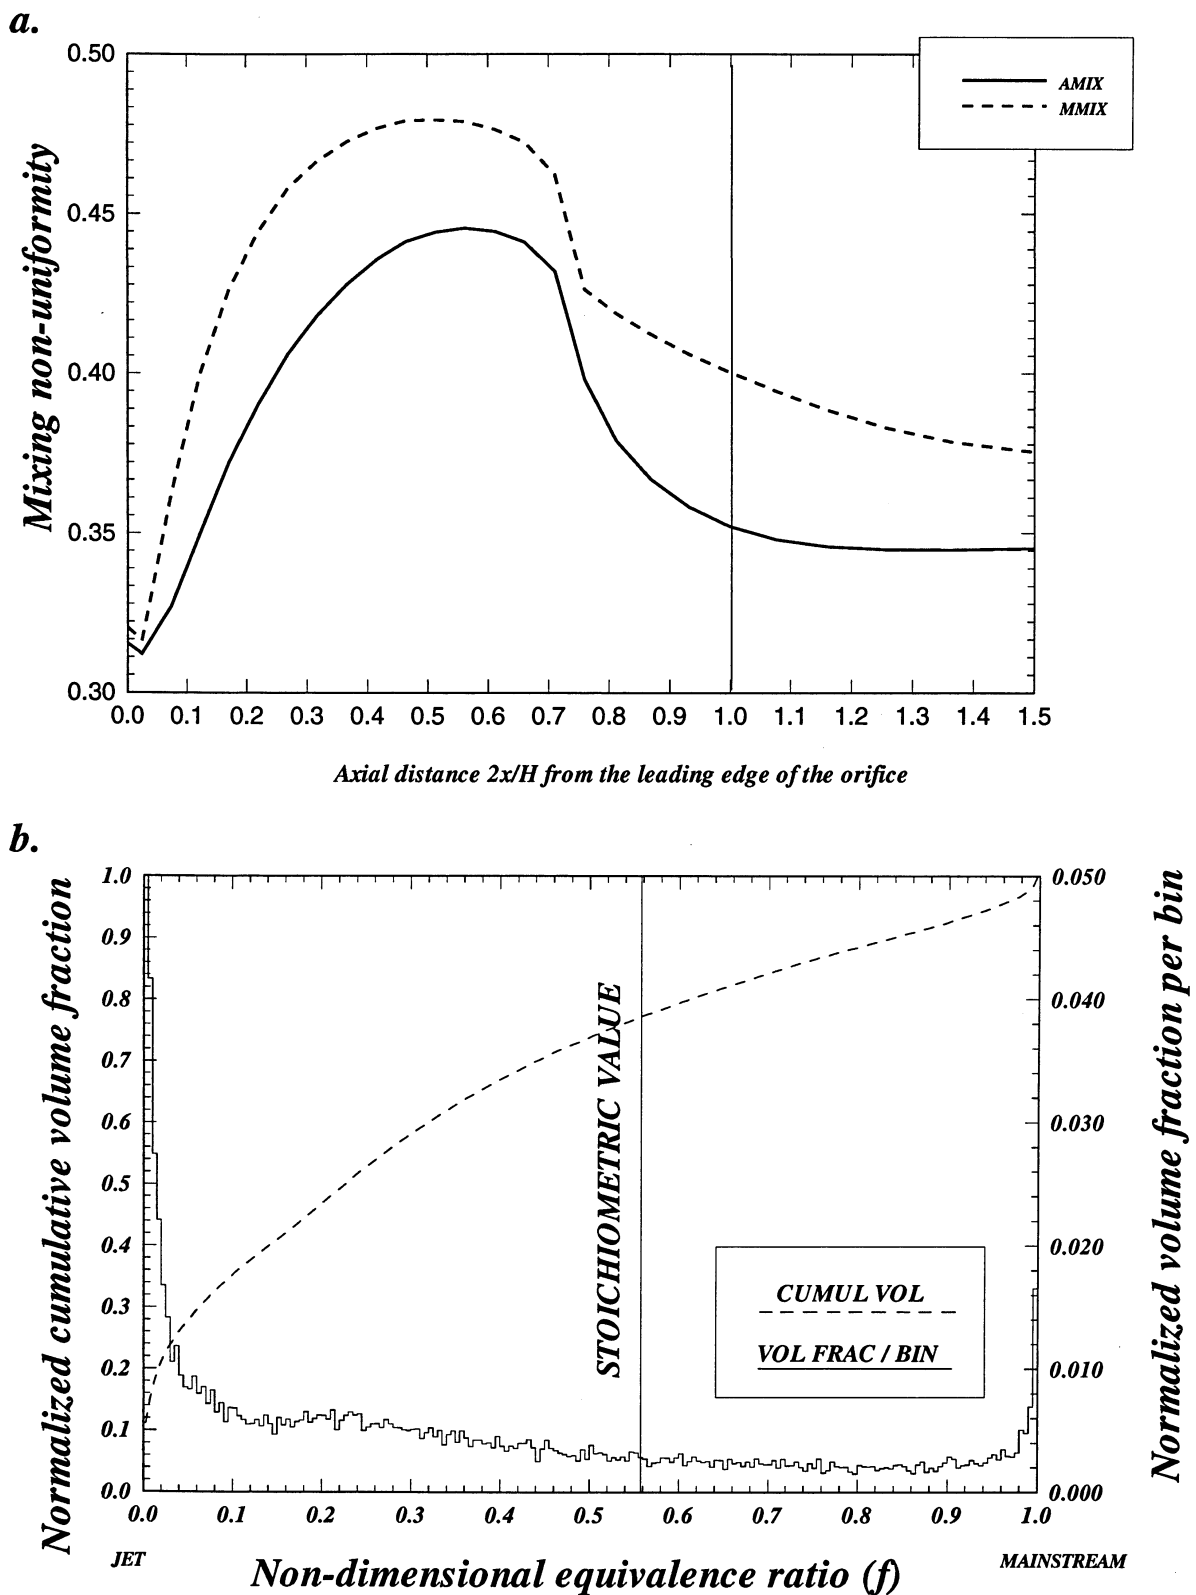 a.
0.50
0.45
0.40
0.35
0.30
Mixing non-uniformity
AMIX
MMIX
0.0 0.1 0.2 0.3 0.4 0.5 0.6 0.7 0.8 0.9 1.0 1.1 1.2 1.3 1.4 1.5
Axial distance 2x/H from the leading edge of the orifice
b.
1.0
0.9
0.8
0.7
0.6
0.5
0.4
0.3
0.2
0.1
0.0
Normalized cumulative volume fraction
STOICHIOMETRIC VALUE
CUMUL VOL
VOL FRAC / BIN
0.050
0.040
0.030
0.020
0.010
0.000
Normalized volume fraction per bin
0.0 0.1 0.2 0.3 0.4 0.5 0.6 0.7 0.8 0.9 1.0
JET
MAINSTREAM
Non-dimensional equivalence ratio (f)